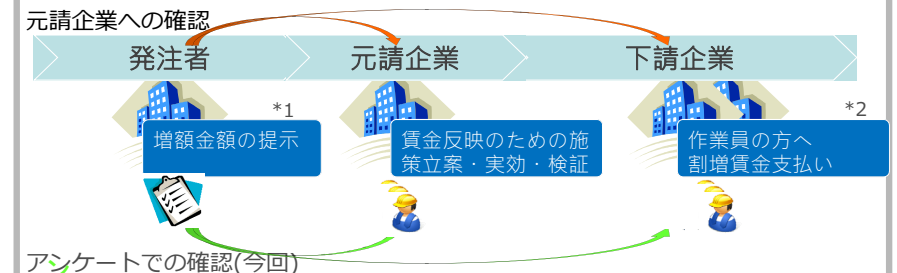 元請企業への確認
発注者
元請企業
下請企業
*1
*2
増額金額の提示
賃金反映のための施
策立案・実効・検証
作業員の方へ
割増賃金支払い
アンケートでの確認(今回)